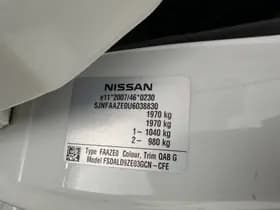 NISSAN
e11*2007/46*0230
SJNFAAZE0U6038830
1970 kg
1970 kg
1- 1040 kg
2- 980 kg
Type FAAZE0 Colour, Trim QAB G
Model FSDALD9ZE03GCN-CFE